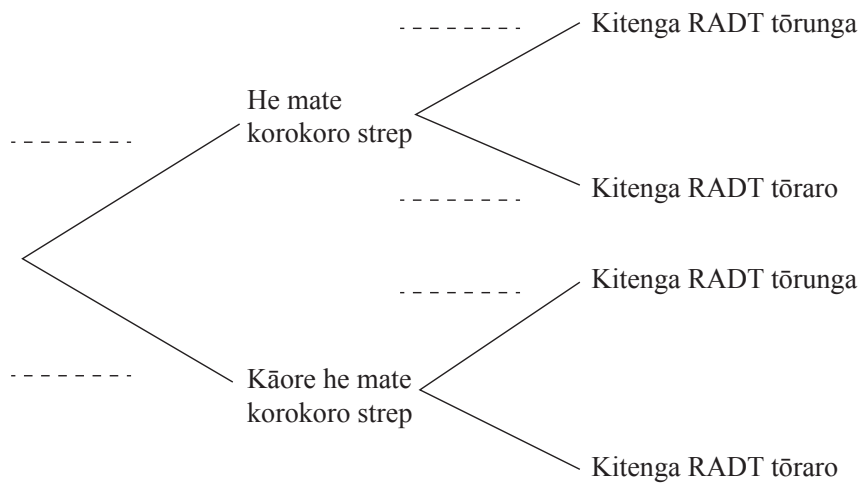 Kitenga RADT tōrunga
He mate
korokoro strep
Kitenga RADT tōraro
Kitenga RADT tōrunga
Kāore he mate
korokoro strep
Kitenga RADT tōraro